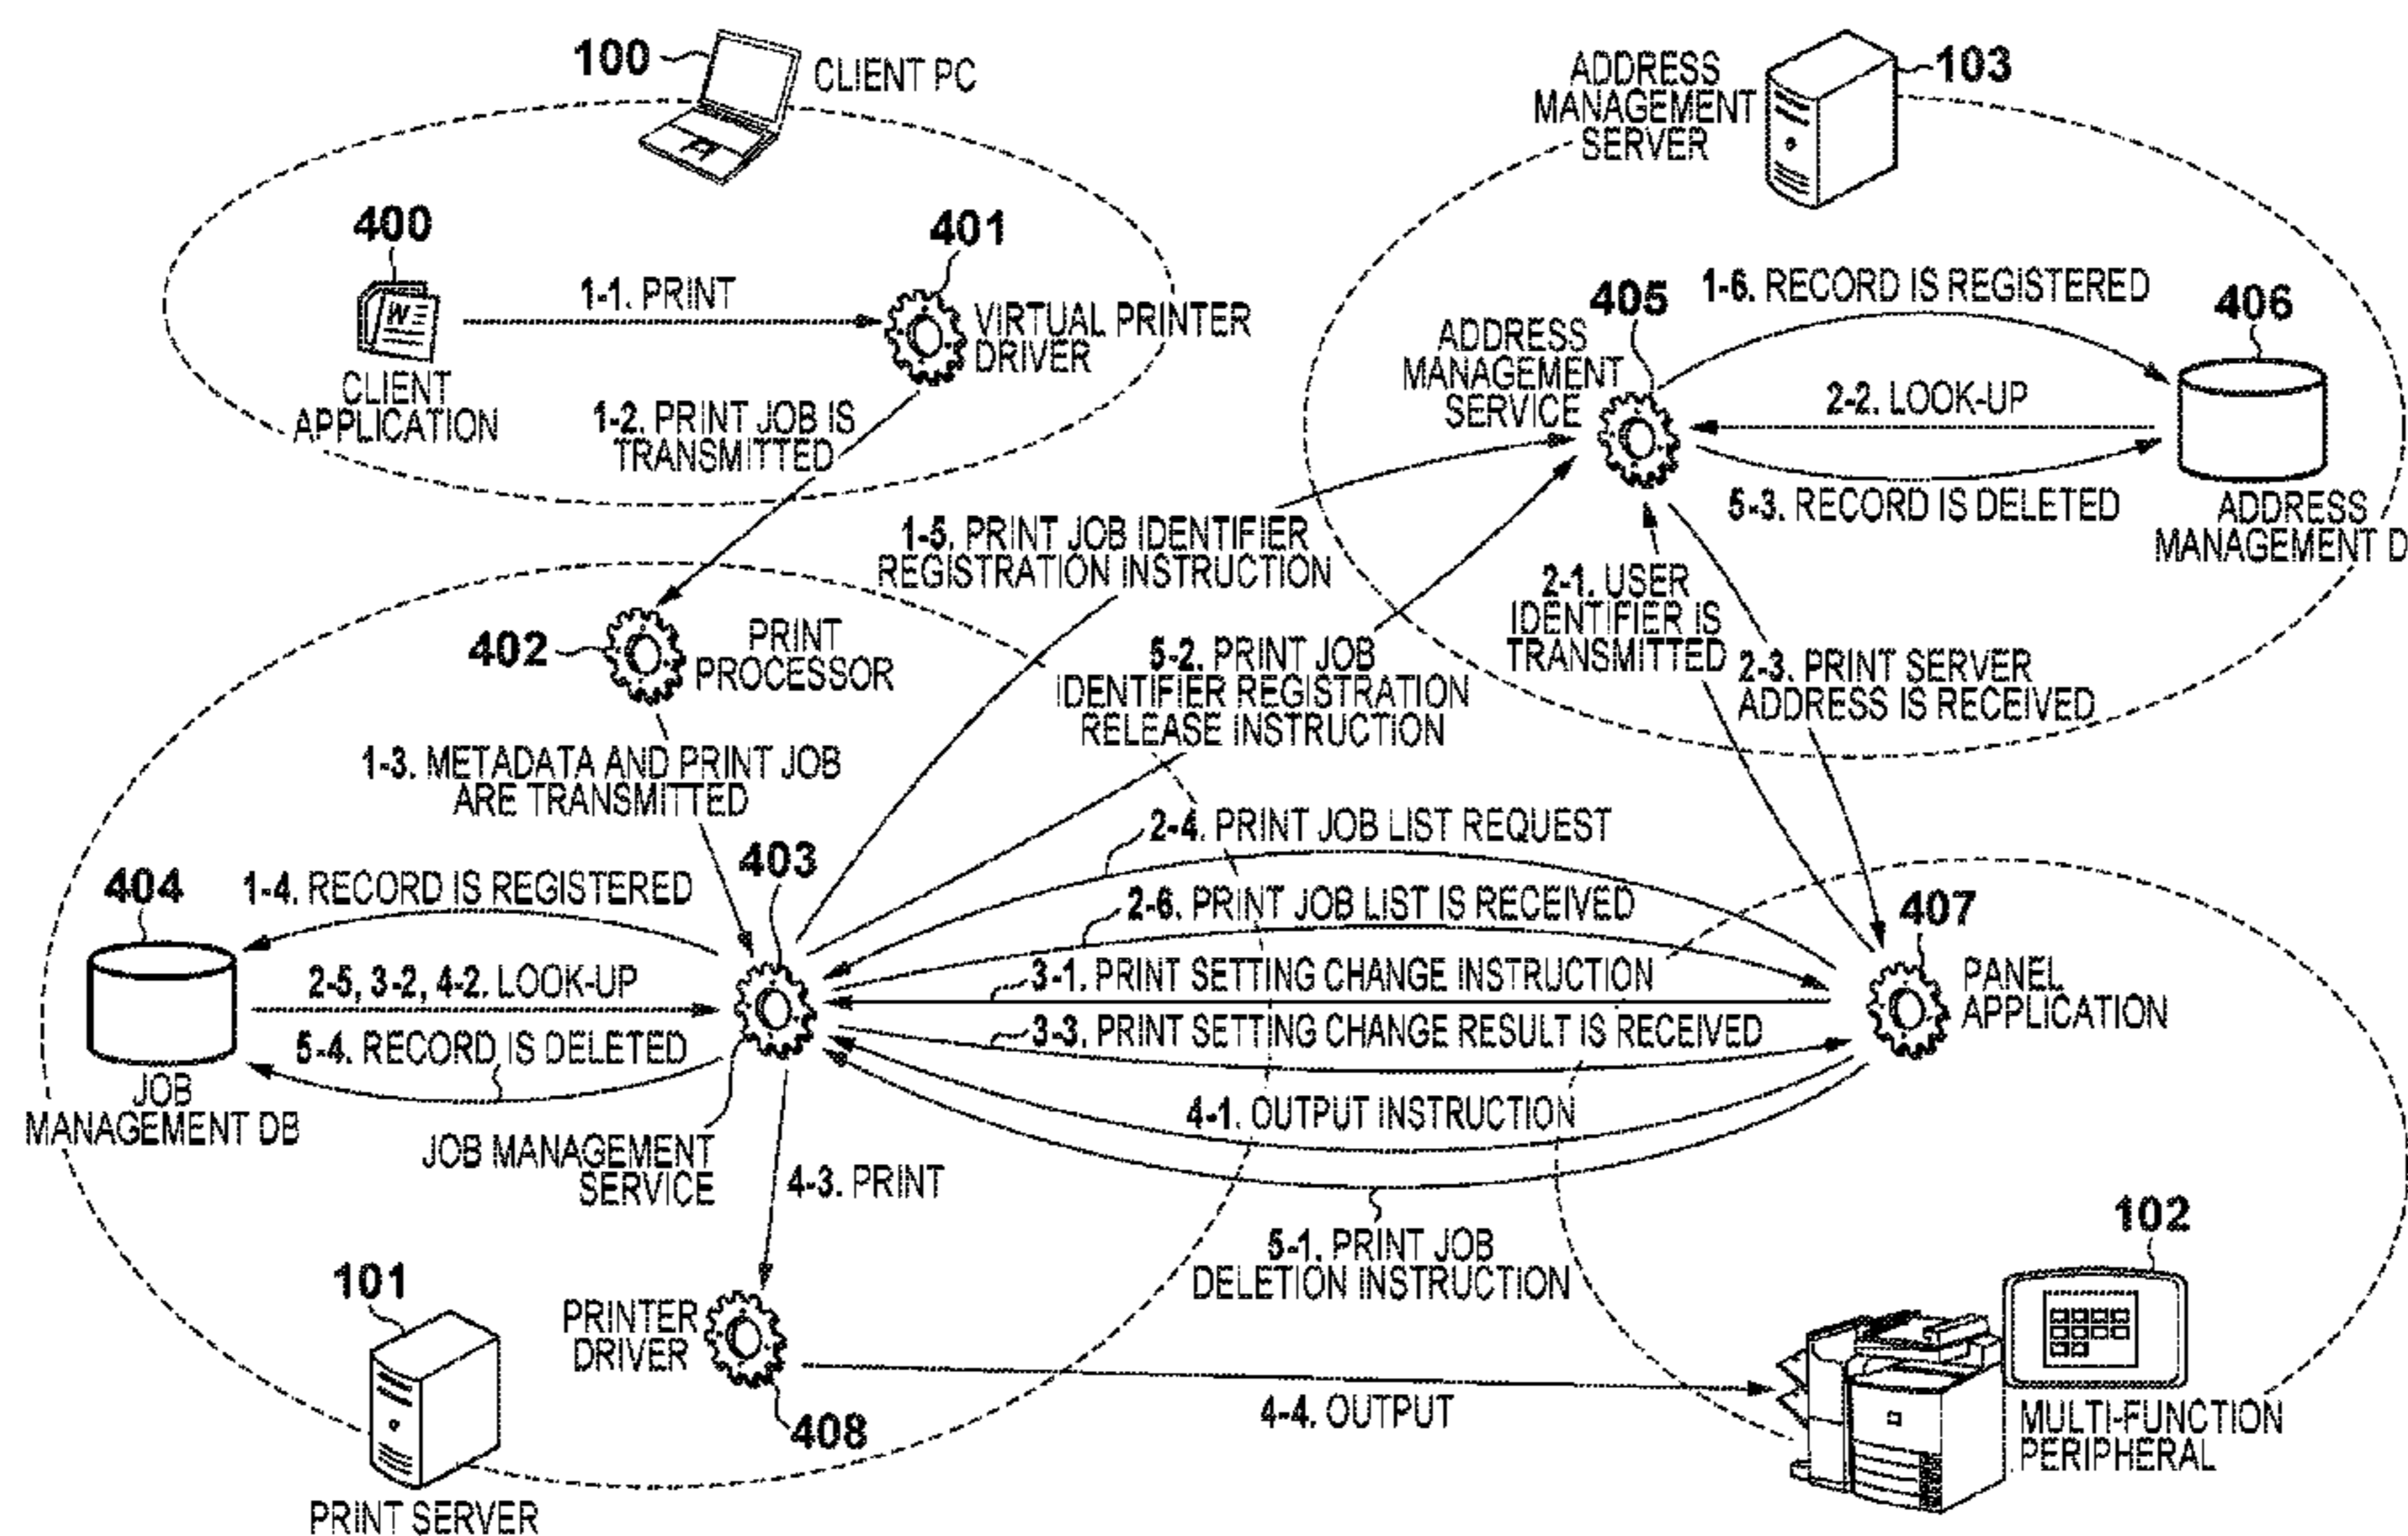 100
CLIENT PC
ADDRESS
MANAGEMENT
SERVER
103
400
401
1-1. PRINT
VIRTUAL PRINTER
DRIVER
CLIENT
APPLICATION
1-2. PRINT JOB IS
TRANSMITTED
405
1-6. RECORD IS REGISTERED
406
ADDRESS
MANAGEMENT
SERVICE
2-2. LOOK-UP
5-3. RECORD IS DELETED
ADDRESS
MANAGEMENT D
1-5. PRINT JOB IDENTIFIER
REGISTRATION INSTRUCTION
2-1. USER
IDENTIFIER IS
TRANSMITTED
2-3. PRINT SERVER
ADDRESS IS RECEIVED
402
PRINT
PROCESSOR
5-2. PRINT JOB
IDENTIFIER REGISTRATION
RELEASE INSTRUCTION
1-3. METADATA AND PRINT JOB
ARE TRANSMITTED
2-4. PRINT JOB LIST REQUEST
403
404
1-4. RECORD IS REGISTERED
2-6. PRINT JOB LIST IS RECEIVED
407
2-5, 3-2, 4-2. LOOK-UP
3-1. PRINT SETTING CHANGE INSTRUCTION
PANEL
APPLICATION
5-4. RECORD IS DELETED
3-3. PRINT SETTING CHANGE RESULT IS RECEIVED
JOB
MANAGEMENT DB
4-1. OUTPUT INSTRUCTION
JOB MANAGEMENT
SERVICE
4-3. PRINT
5-1. PRINT JOB
DELETION INSTRUCTION
102
101
PRINTER
DRIVER
408
4-4. OUTPUT
MULTI-FUNCTION
PERIPHERAL
PRINT SERVER